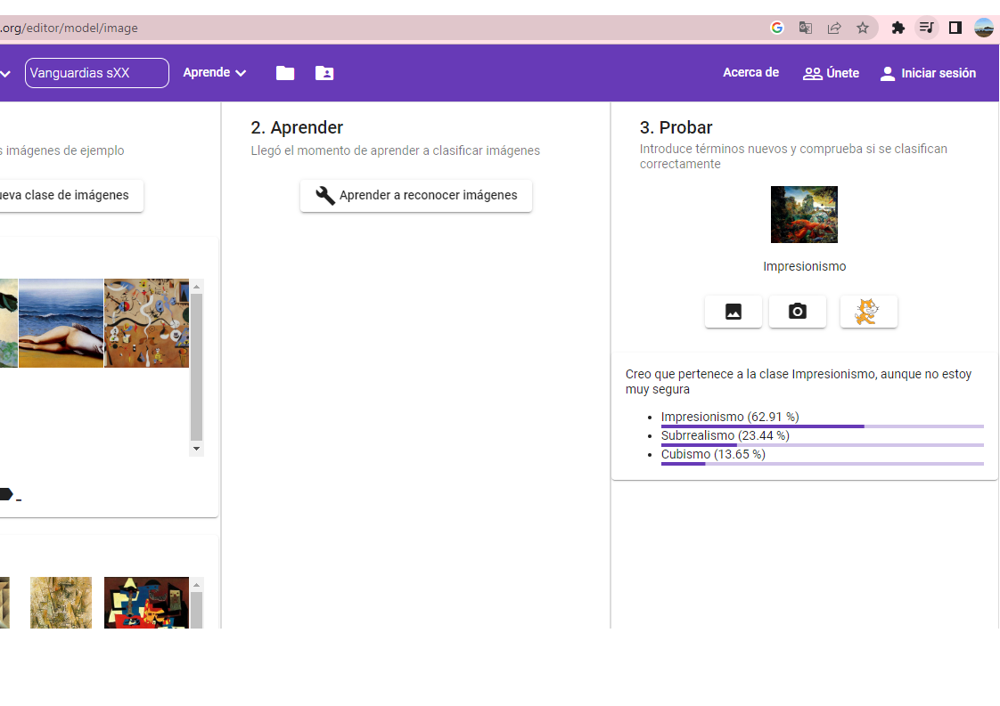 .org/editor/model/image
Vanguardias sXX
Aprende
Acerca de
Únete
Iniciar sesión
s imágenes de ejemplo
ueva clase de imágenes
2. Aprender
Llegó el momento de aprender a clasificar imágenes
Aprender a reconocer imágenes
3. Probar
Introduce términos nuevos y comprueba si se clasifican
correctamente
Impresionismo
Creo que pertenece a la clase Impresionismo, aunque no estoy
muy segura
Impresionismo (62.91 %)
Subrrealismo (23.44 %)
Cubismo (13.65 %)